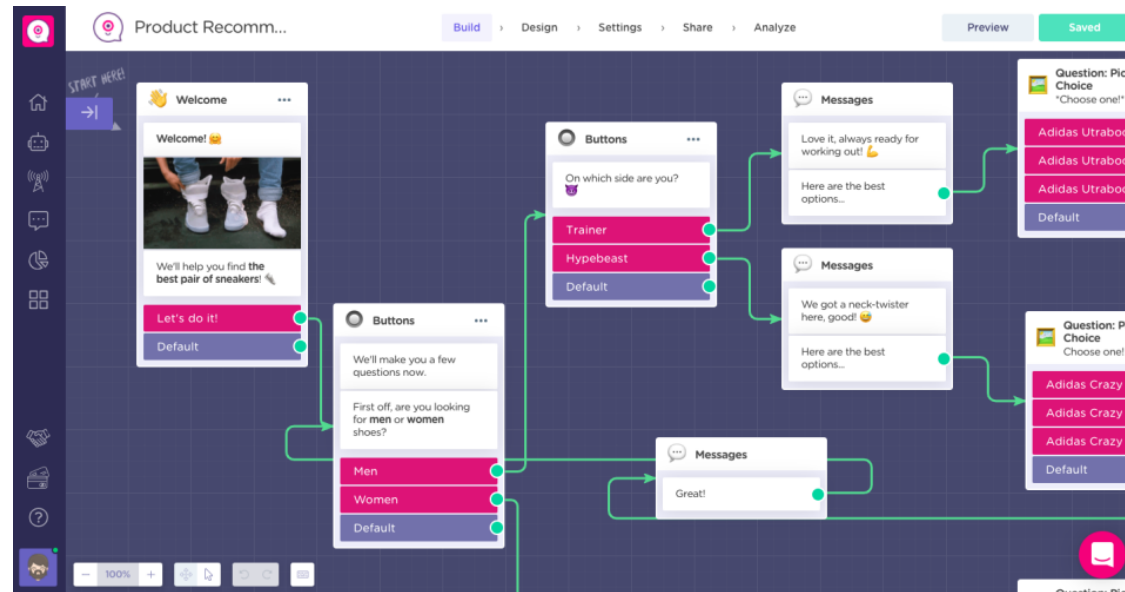 Product Recomm...
Build
Design
Settings
Share
Analyze
Preview
Saved
START HERE!
Welcome
Welcome!
We'll help you find the
best pair of sneakers!
Let's do it!
Default
Buttons
We'll make you a few
questions now.
First off, are you looking
for men or women
shoes?
Men
Women
Default
Buttons
On which side are you?
Trainer
Hypebeast
Default
Messages
Love it, always ready for
working out!
Here are the best
options...
Messages
We got a neck-twister
here, good!
Here are the best
options...
Messages
Great!
Question: Pic
Choice
"Choose one!"
Adidas Utraboo
Adidas Utraboo
Adidas Utraboo
Default
Question: P
Choice
Choose one!
Adidas Crazy
Adidas Crazy
Adidas Crazy
Default
100%